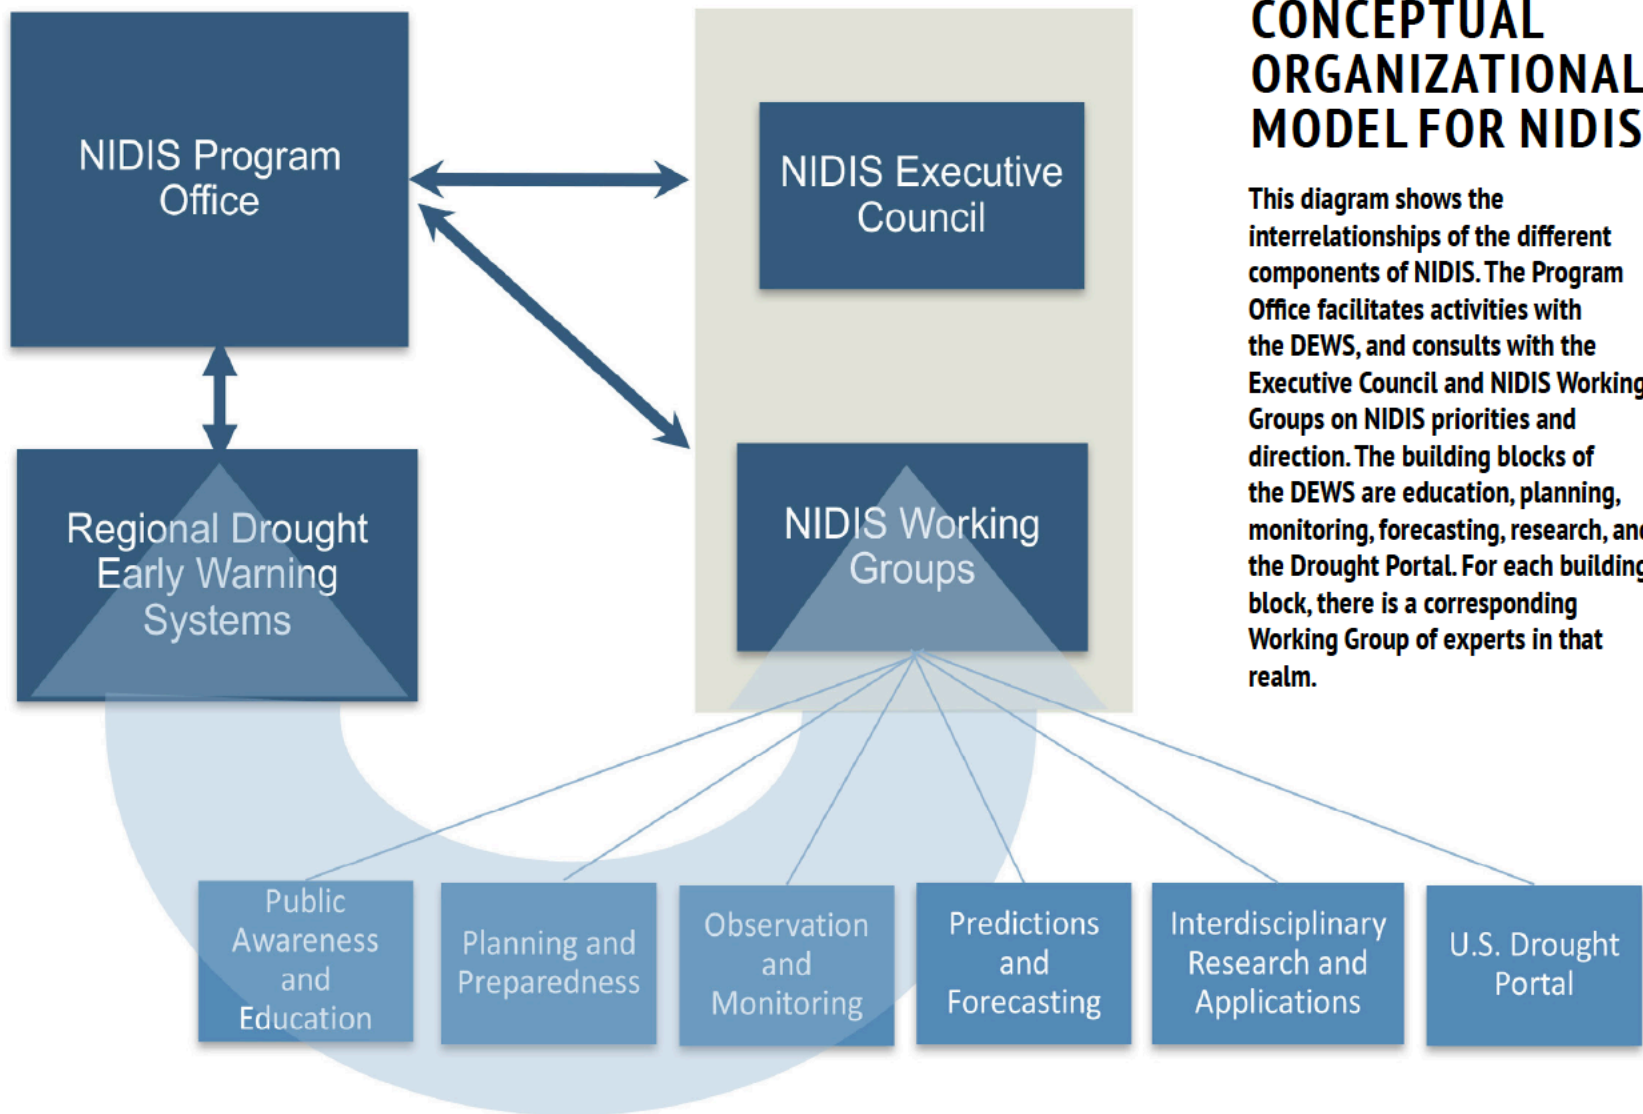 CONCEPTUAL
ORGANIZATIONAL
MODEL FOR NIDIS
This diagram shows the
interrelationships of the different
components of NIDIS. The Program
Office facilitates activities with
the DEWS, and consults with the
Executive Council and NIDIS Working
Groups on NIDIS priorities and
direction. The building blocks of
the DEWS are education, planning,
monitoring, forecasting, research, and
the Drought Portal. For each building
block, there is a corresponding
Working Group of experts in that
realm.
NIDIS Program
Office
NIDIS Executive
Council
Regional Drought
Early Warning
Systems
NIDIS Working
Groups
Public
Awareness
and
Education
Planning and
Preparedness
Observation
and
Monitoring
Predictions
and
Forecasting
Interdisciplinary
Research and
Applications
U.S. Drought
Portal